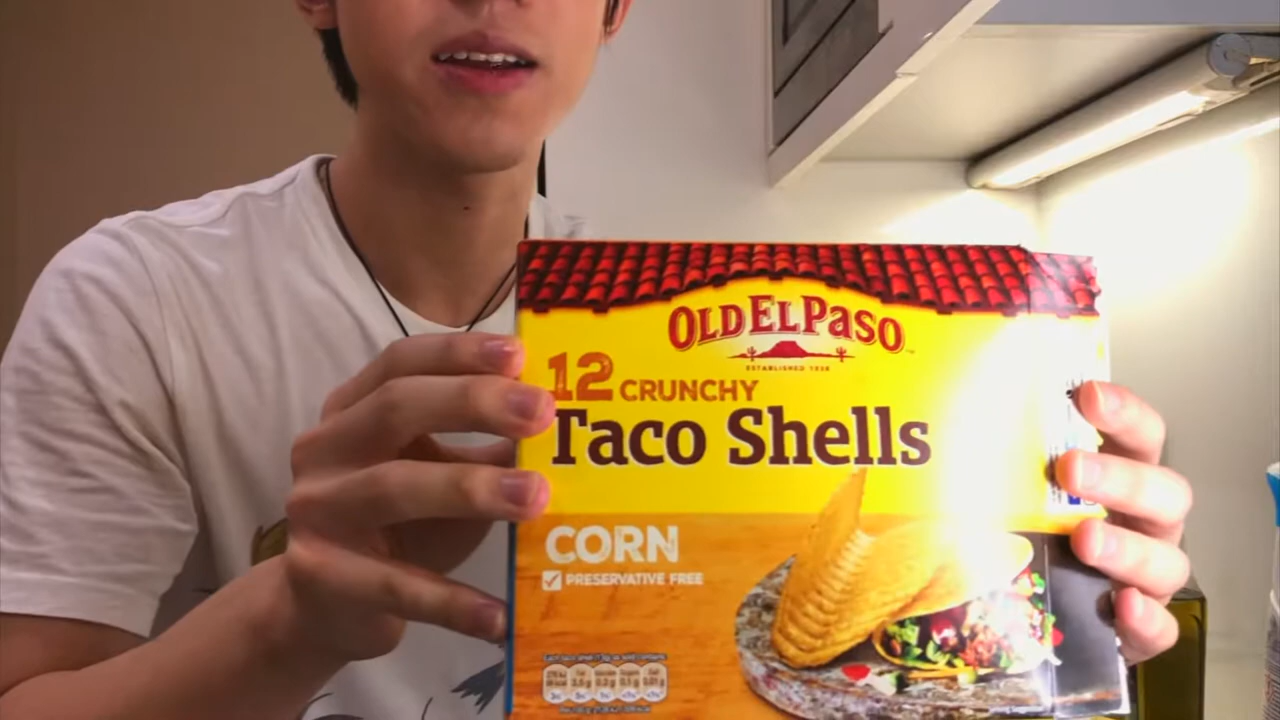 OLD EL PASO
ESTABLISHED 1938
12 CRUNCHY
Taco Shells
CORN
PRESERVATIVE FREE